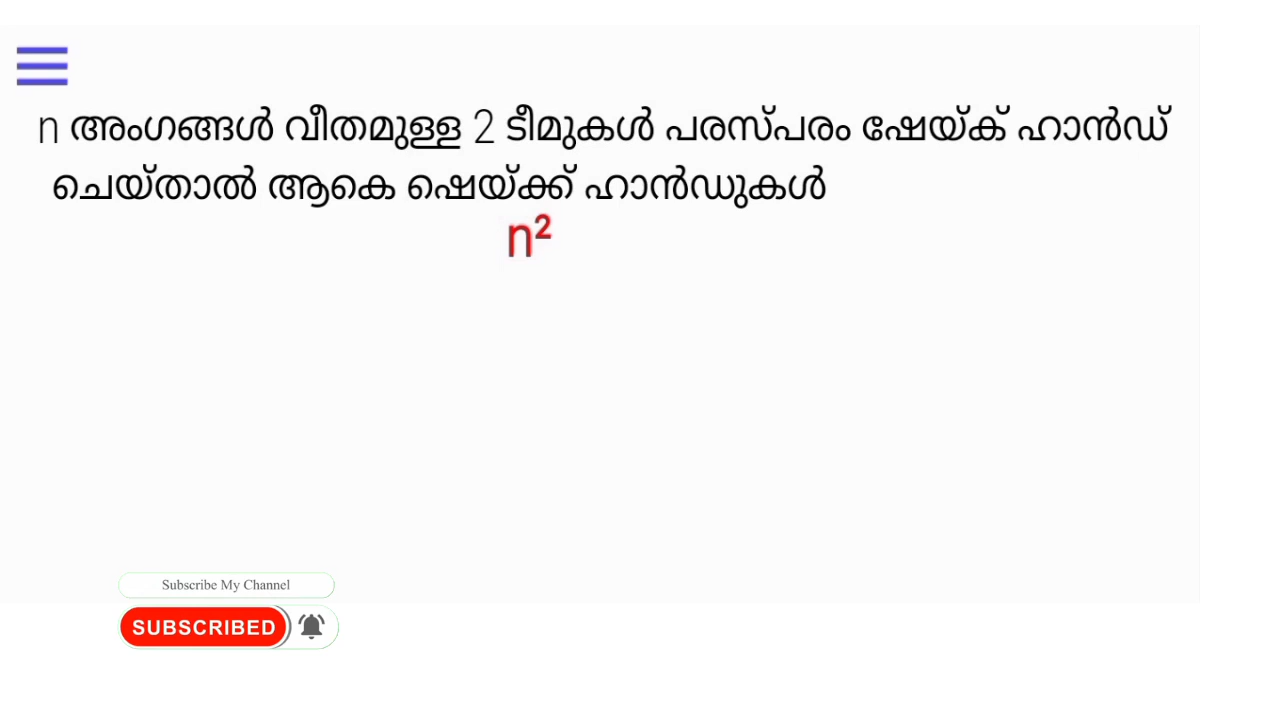 n അംഗങ്ങൾ വീതമുള്ള 2 ടീമുകൾ പരസ്പരം ഷേയ്ക് ഹാൻഡ്
ചെയ്താൽ ആകെ ഷെയ്ക്ക് ഹാൻഡുകൾ
n²
Subscribe My Channel
SUBSCRIBED